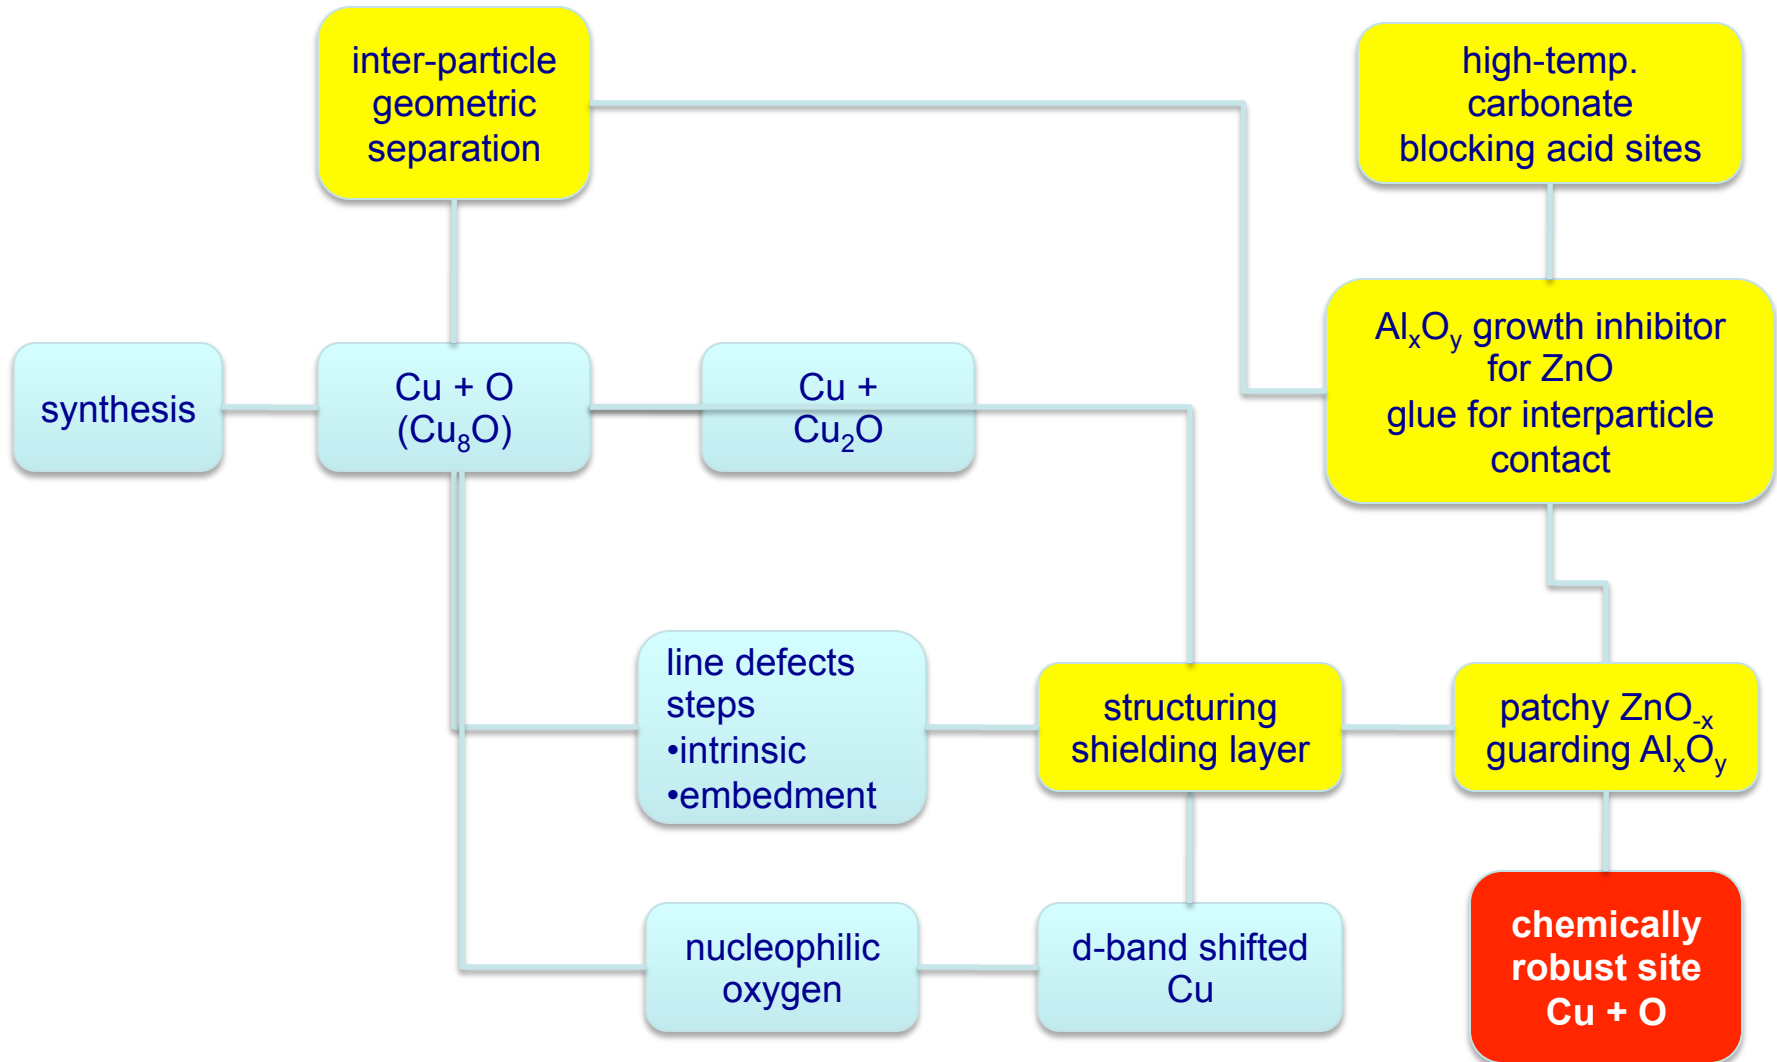 inter-particle
geometric
separation
high-temp.
carbonate
blocking acid sites
AlₓOᵧ growth inhibitor
for ZnO
glue for interparticle
contact
synthesis
Cu + O
(Cu₈O)
Cu +
Cu₂O
line defects
steps
•intrinsic
•embedment
structuring
shielding layer
patchy ZnO₋ₓ
guarding AlₓOᵧ
nucleophilic
oxygen
d-band shifted
Cu
chemically
robust site
Cu + O